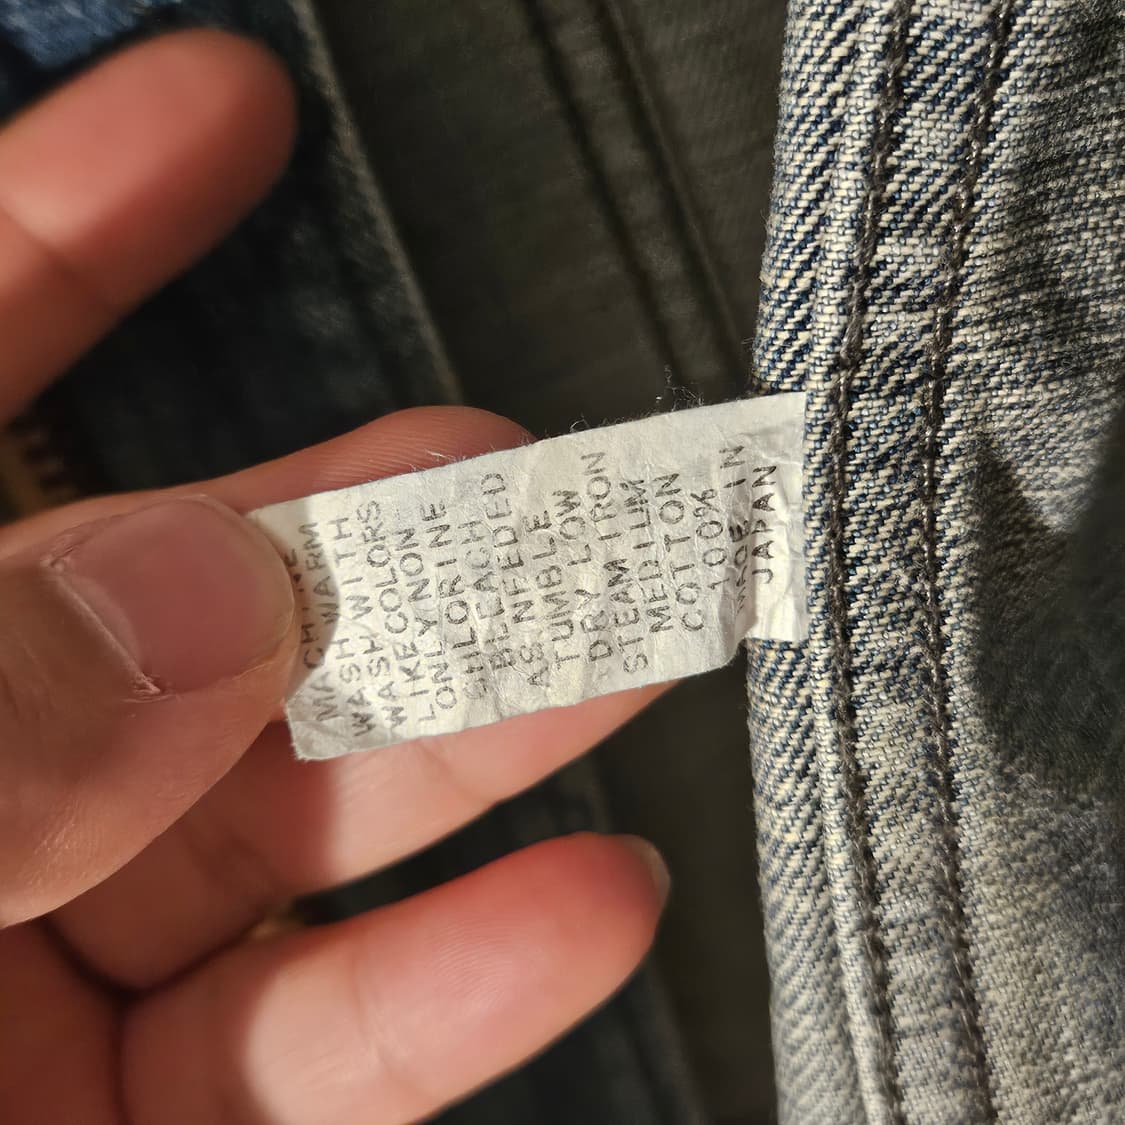 MACHINE
WASH WARM
WASH WITH
LIKE COLORS
ONLY NON
CHLORINE
BLEACH
AS NEEDED
TUMBLE
DRY LOW
STEAM IRON
MEDIUM
COTTON
100%
MADE IN
JAPAN